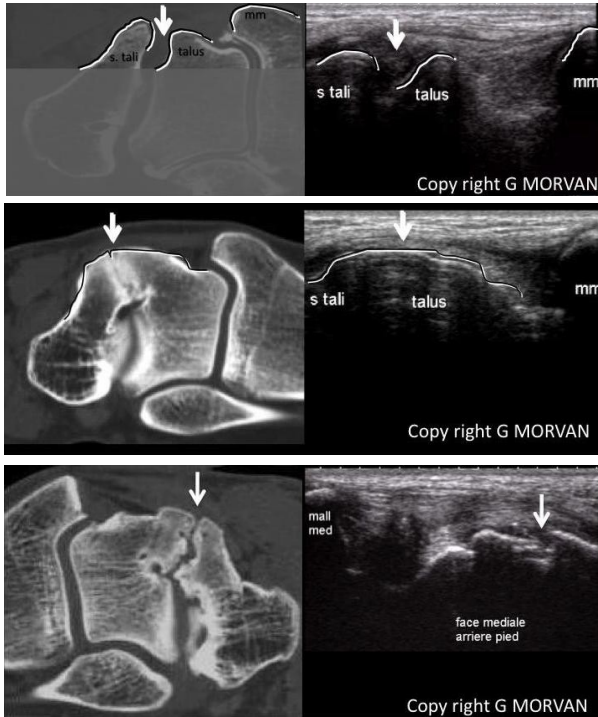 s. tali
talus
mm
s tali
talus
mm
Copy right G MORVAN
s tali
talus
mm
Copy right G MORVAN
mall
med
face mediale
arriere pied
Copy right G MORVAN